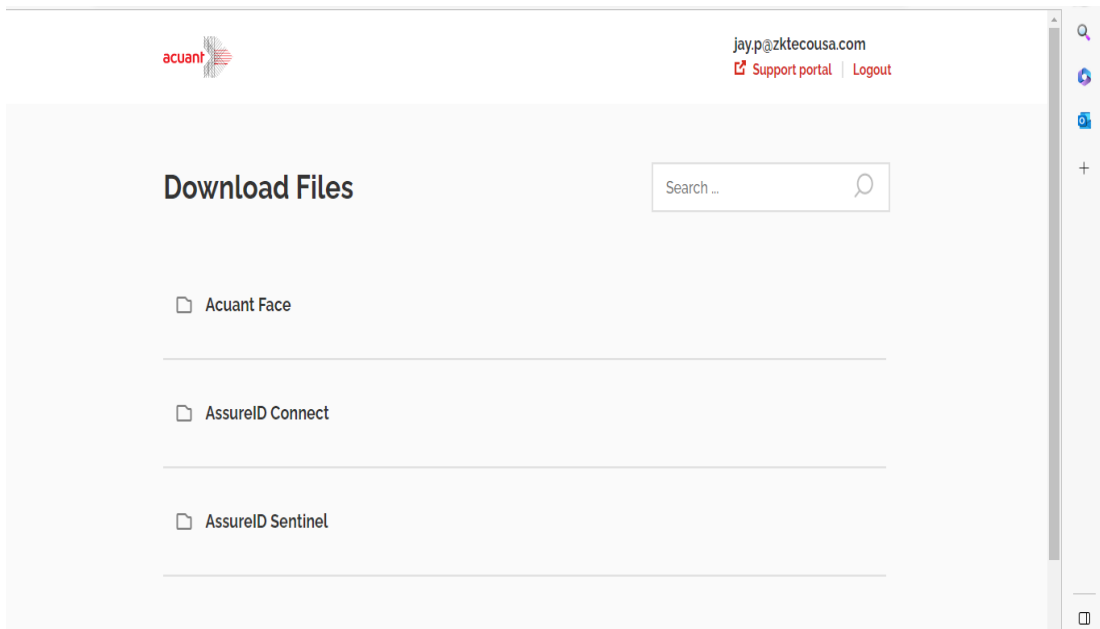 acuant
jay.p@zktecousa.com
Support portal
Logout
Download Files
Search ...
Acuant Face
AssureID Connect
AssureID Sentinel